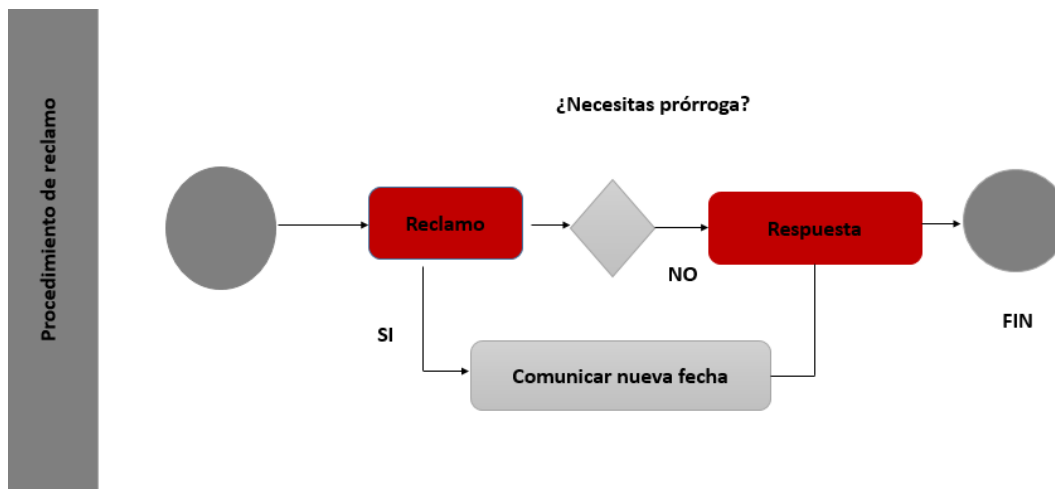 Procedimiento de reclamo
¿Necesitas prórroga?
Reclamo
Respuesta
NO
SI
FIN
Comunicar nueva fecha